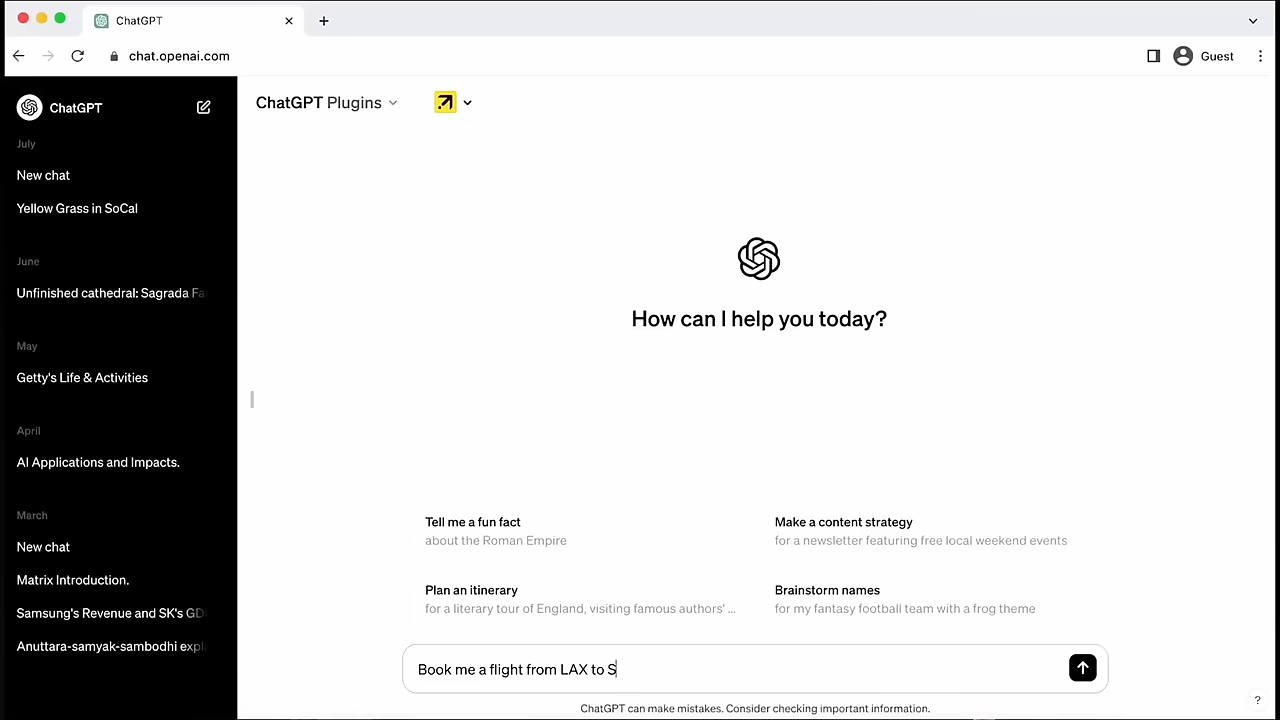 ChatGPT
chat.openai.com
Guest
ChatGPT
July
New chat
Yellow Grass in SoCal
June
Unfinished cathedral: Sagrada Fa
May
Getty's Life & Activities
April
AI Applications and Impacts.
March
New chat
Matrix Introduction.
Samsung's Revenue and SK's GD
Anuttara-samyak-sambodhi expl
ChatGPT Plugins
How can I help you today?
Tell me a fun fact
about the Roman Empire
Make a content strategy
for a newsletter featuring free local weekend events
Plan an itinerary
for a literary tour of England, visiting famous authors' ...
Brainstorm names
for my fantasy football team with a frog theme
Book me a flight from LAX to S
ChatGPT can make mistakes. Consider checking important information.
?